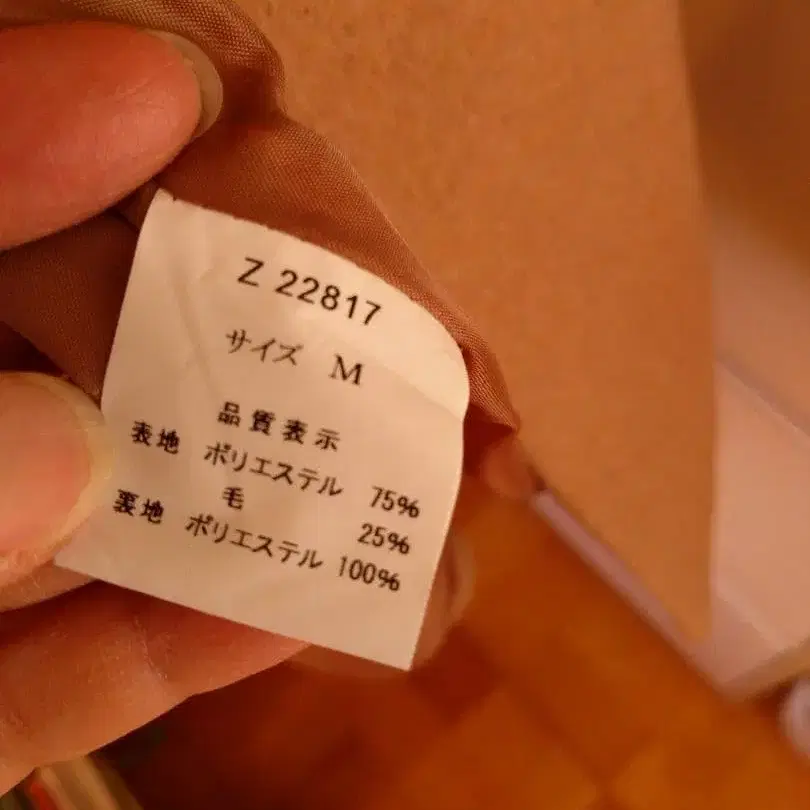 Z 22817
サイズ M
品質表示
表地 ポリエステル 75%
毛 25%
裏地 ポリエステル 100%